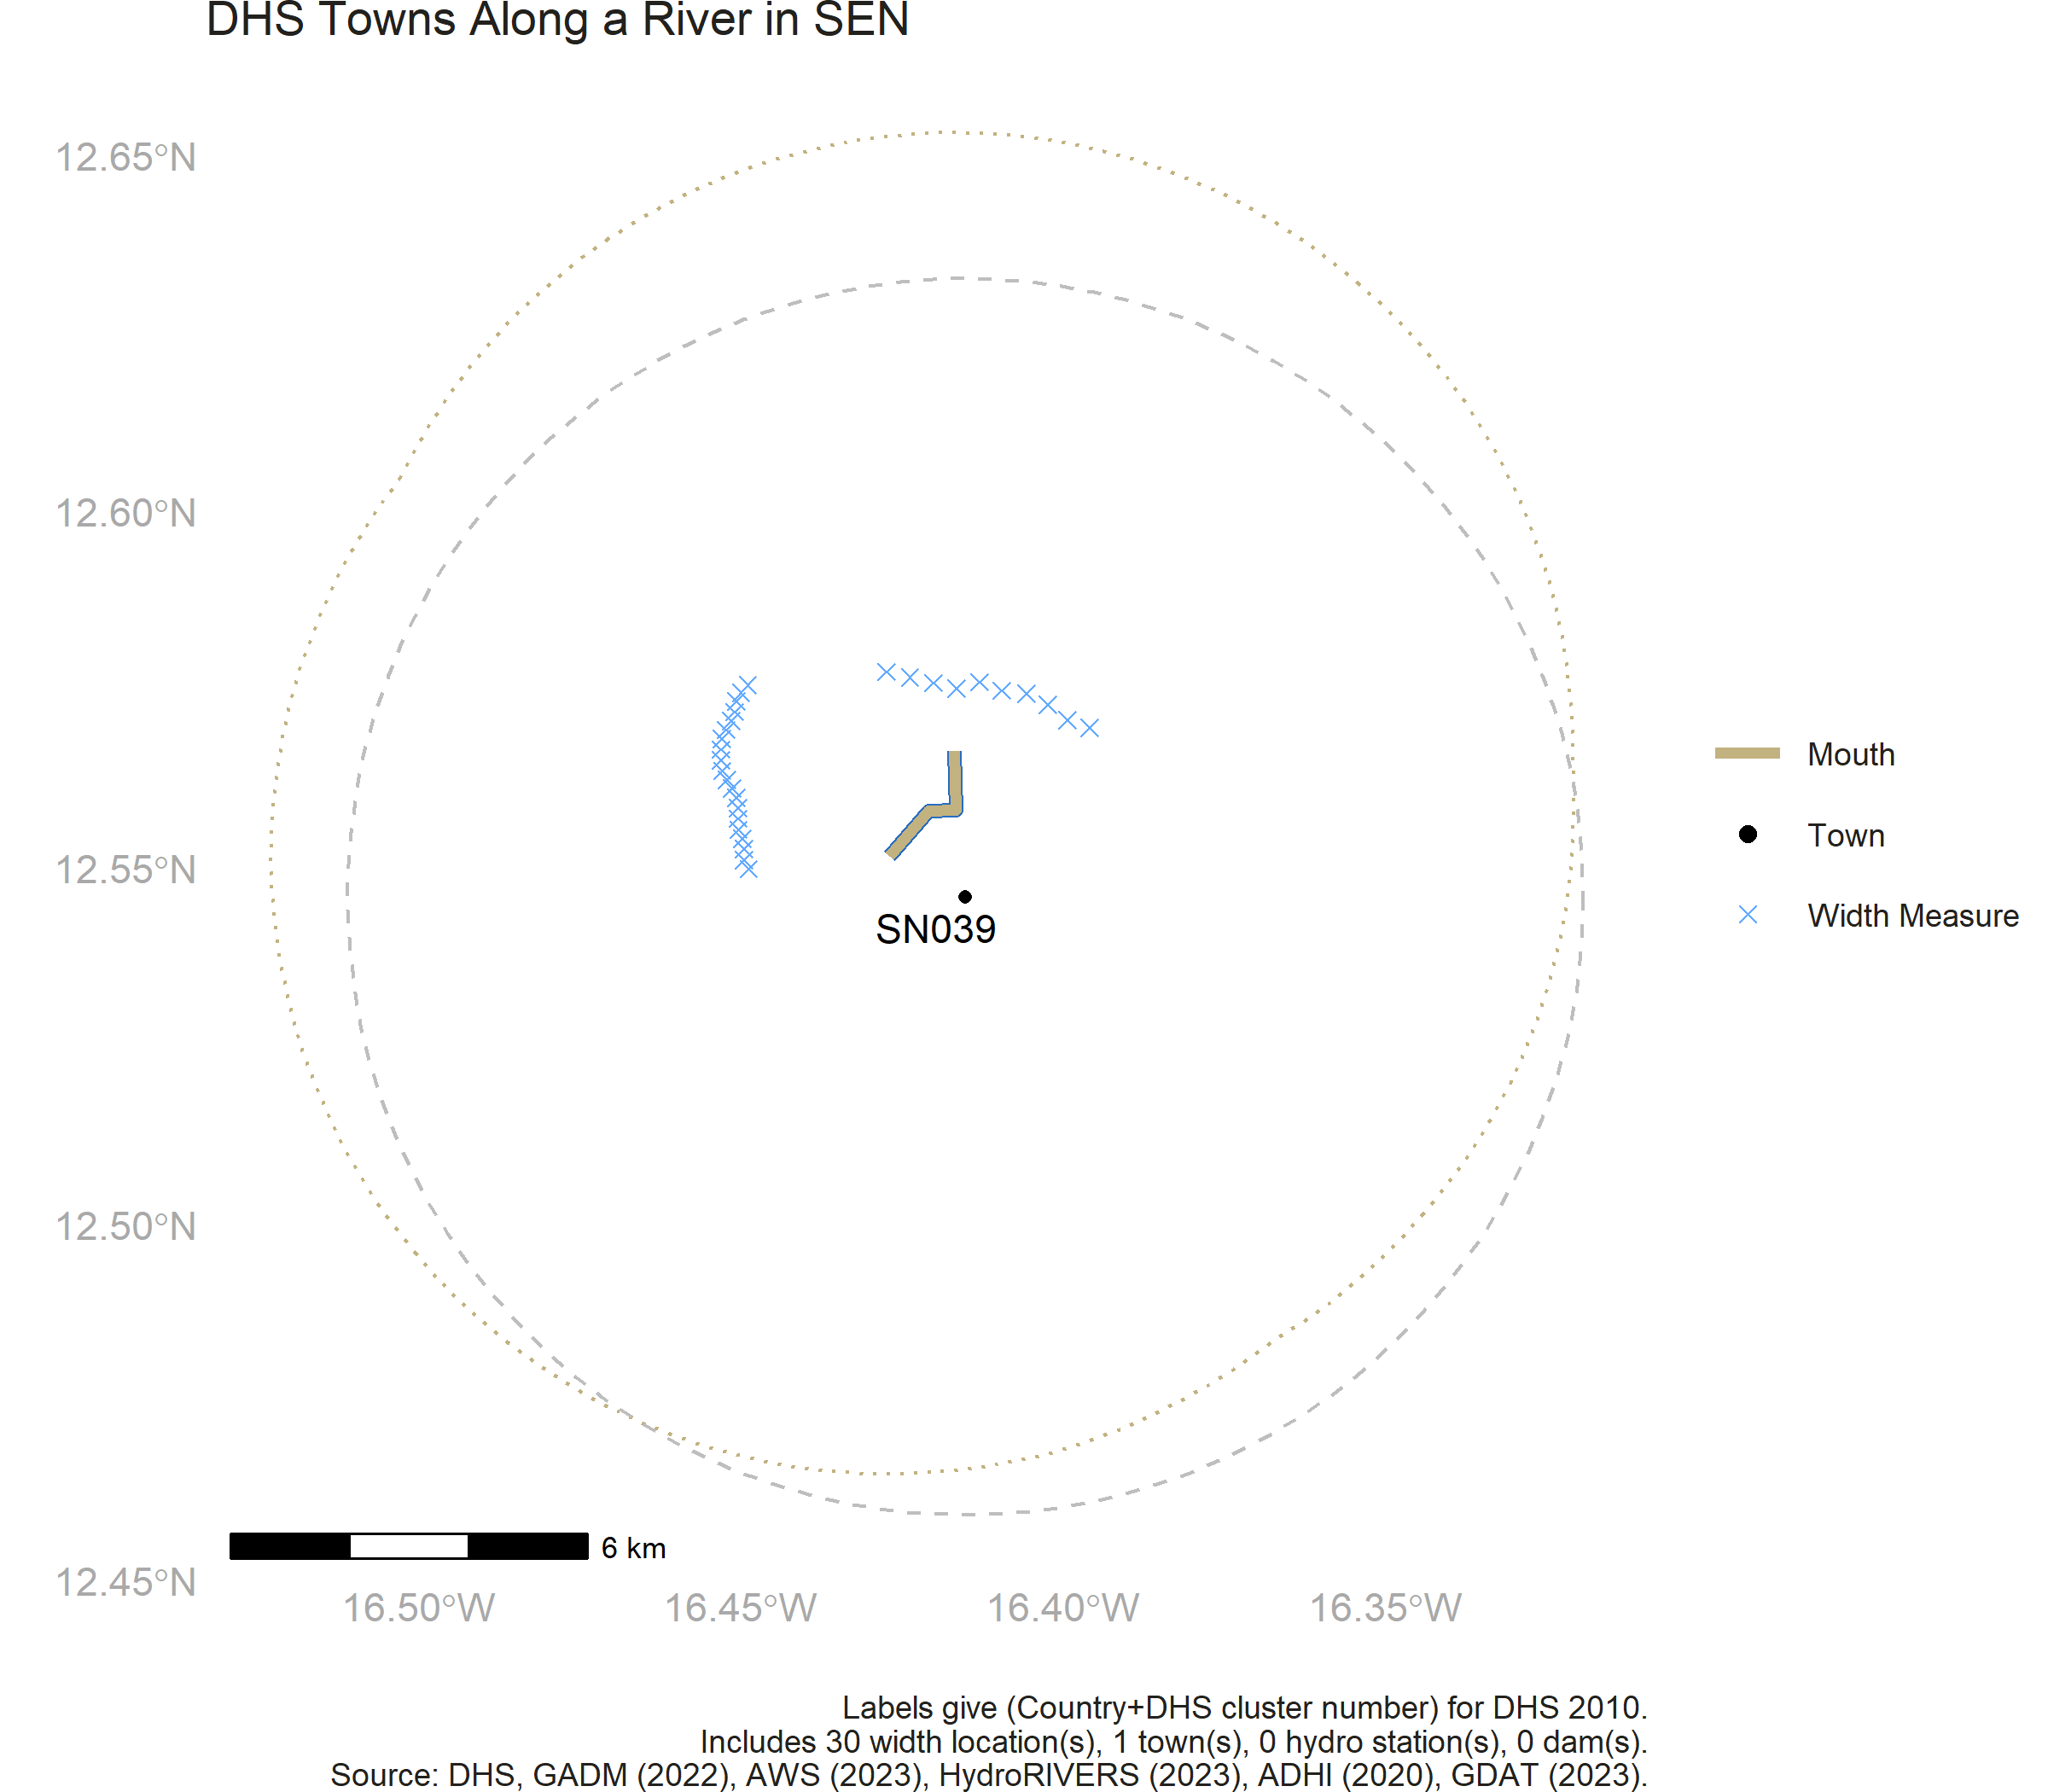 DHS Towns Along a River in SEN
12.65°N
12.60°N
12.55°N
12.50°N
12.45°N
SN039
Mouth
Town
Width Measure
6 km
16.50°W 16.45°W 16.40°W 16.35°W
Labels give (Country+DHS cluster number) for DHS 2010.
Includes 30 width location(s), 1 town(s), 0 hydro station(s), 0 dam(s).
Source: DHS, GADM (2022), AWS (2023), HydroRIVERS (2023), ADHI (2020), GDAT (2023).